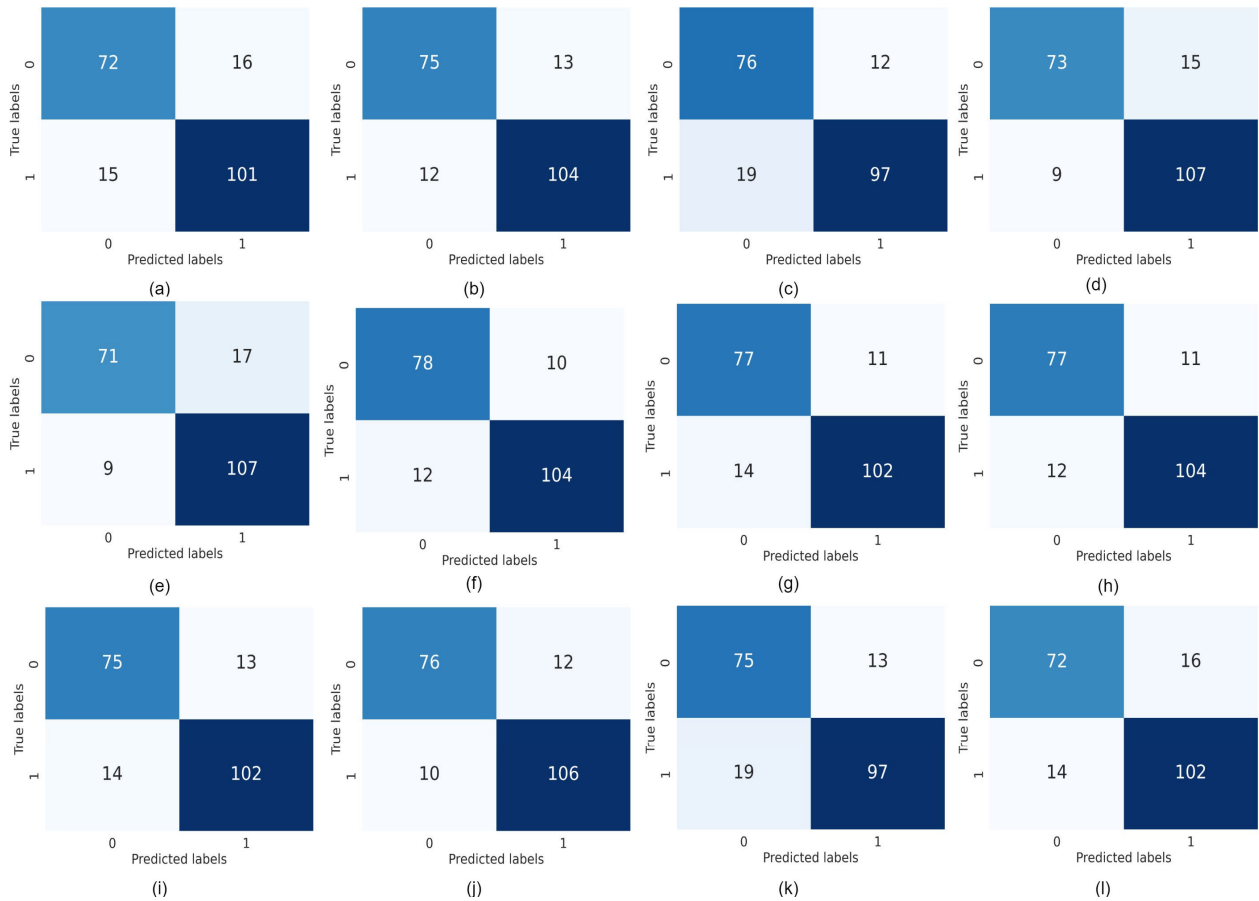 0 72 16
True labels
1 15 101
0 1
Predicted labels
(a)
0 75 13
True labels
1 12 104
0 1
Predicted labels
(b)
0 76 12
True labels
1 19 97
0 1
Predicted labels
(c)
0 73 15
True labels
1 9 107
0 1
Predicted labels
(d)
0 71 17
True labels
1 9 107
0 1
Predicted labels
(e)
0 78 10
True labels
1 12 104
0 1
Predicted labels
(f)
0 77 11
True labels
1 14 102
0 1
Predicted labels
(g)
0 77 11
True labels
1 12 104
0 1
Predicted labels
(h)
0 75 13
True labels
1 14 102
0 1
Predicted labels
(i)
0 76 12
True labels
1 10 106
0 1
Predicted labels
(j)
0 75 13
True labels
1 19 97
0 1
Predicted labels
(k)
0 72 16
True labels
1 14 102
0 1
Predicted labels
(l)